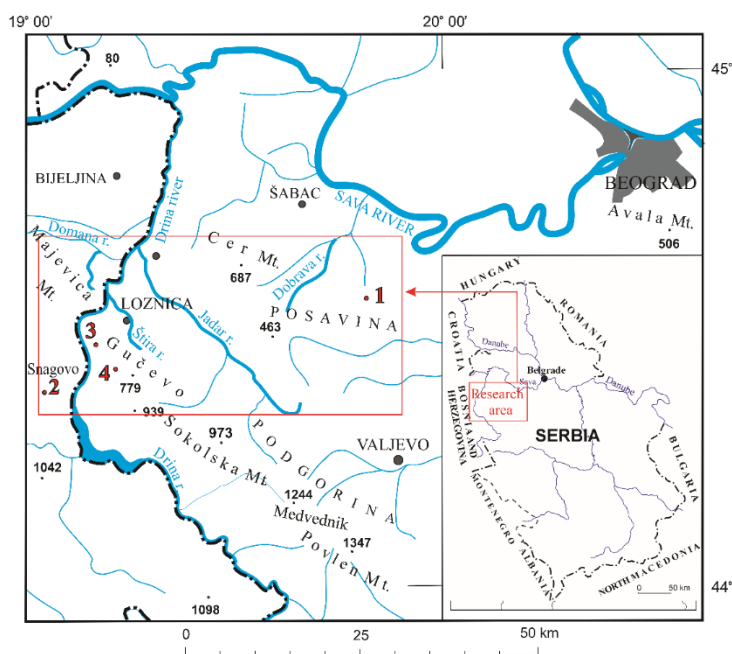 19° 00'
20° 00'
45°
80
BIJELJINA
Drina river
ŠABAC
SAVA RIVER
BEOGRAD
Avala Mt.
506
Domana r.
Majevica
Mt.
Cer Mt.
687
Dobrava r.
1
LOZNICA
Jadar r.
463
POSAVINA
3
Štira r.
Gučevo
Snagovo
2
4
779
939
Sokolska Mt.
973
PODGORINA
VALJEVO
1042
Drina r.
1244
Medvednik
1347
Povlen Mt.
1098
44°
HUNGARY
ROMANIA
CROATIA
Danube
Belgrade
Sava
Danube
Research
area
BOSNIA AND
HERZEGOVINA
SERBIA
BULGARIA
MONTENEGRO
ALBANIA
NORTH MACEDONIA
0 50 km
0 25 50 km